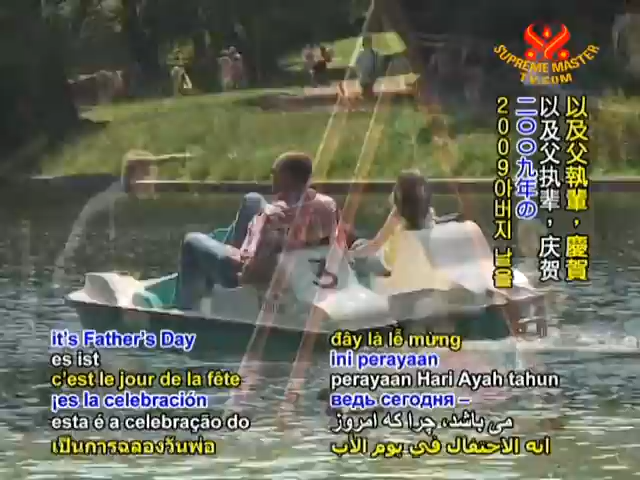 SUPREME MASTER
TV.COM
以及父執輩，慶賀
以及父执辈，庆贺
二〇〇九年の
2009아버지 날을
it's Father's Day
es ist
c'est le jour de la fête
¡es la celebración
esta é a celebração do
เป็นการฉลองวันพ่อ
đây là lễ mừng
ini perayaan
perayaan Hari Ayah tahun
ведь сегодня –
می باشد، چرا که امروز
انه الاحتفال في يوم الأب
3